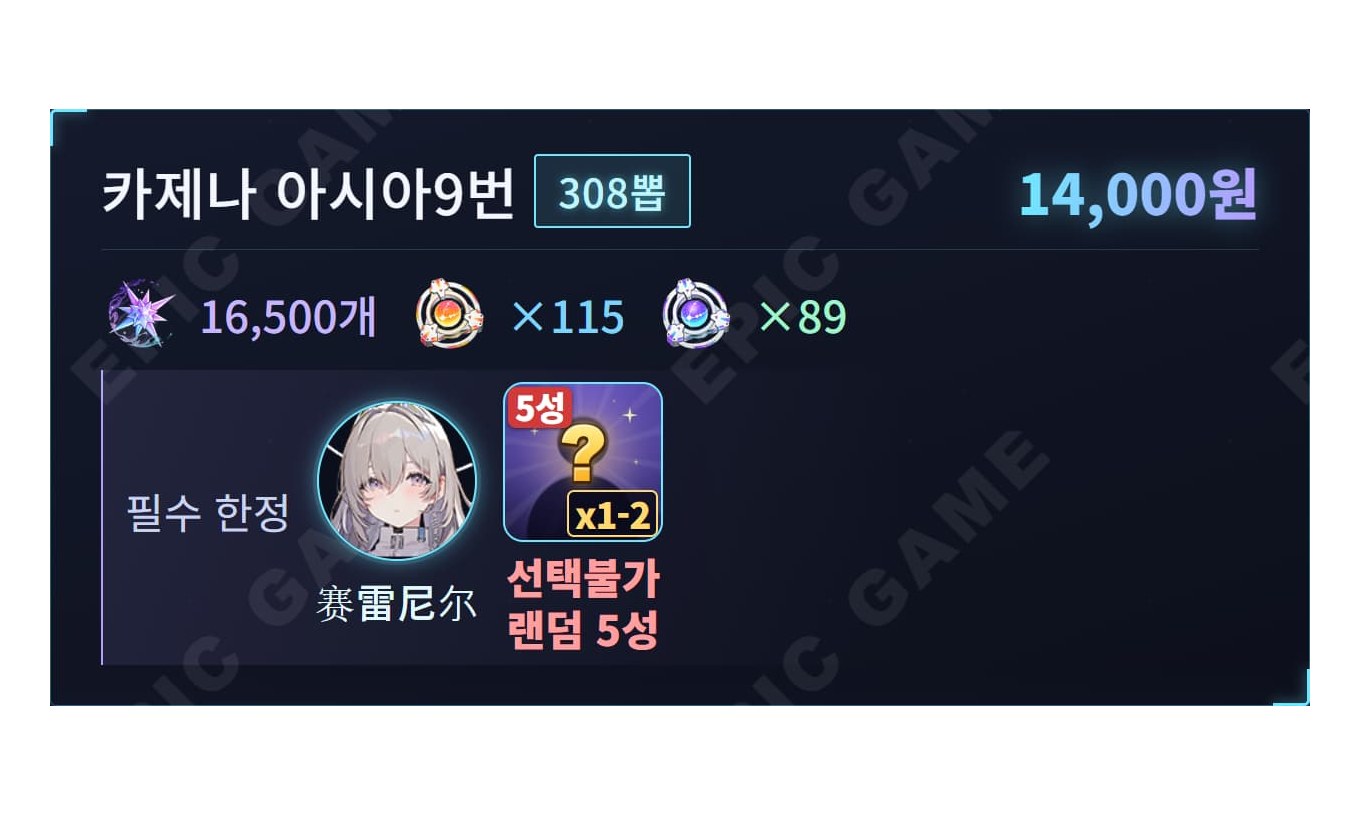 카제나 아시아9번 308뽑 14,000원
16,500개 ×115 ×89
필수 한정
赛雷尼尔
5성
?
x1-2
선택불가
랜덤 5성
EPIC GAME